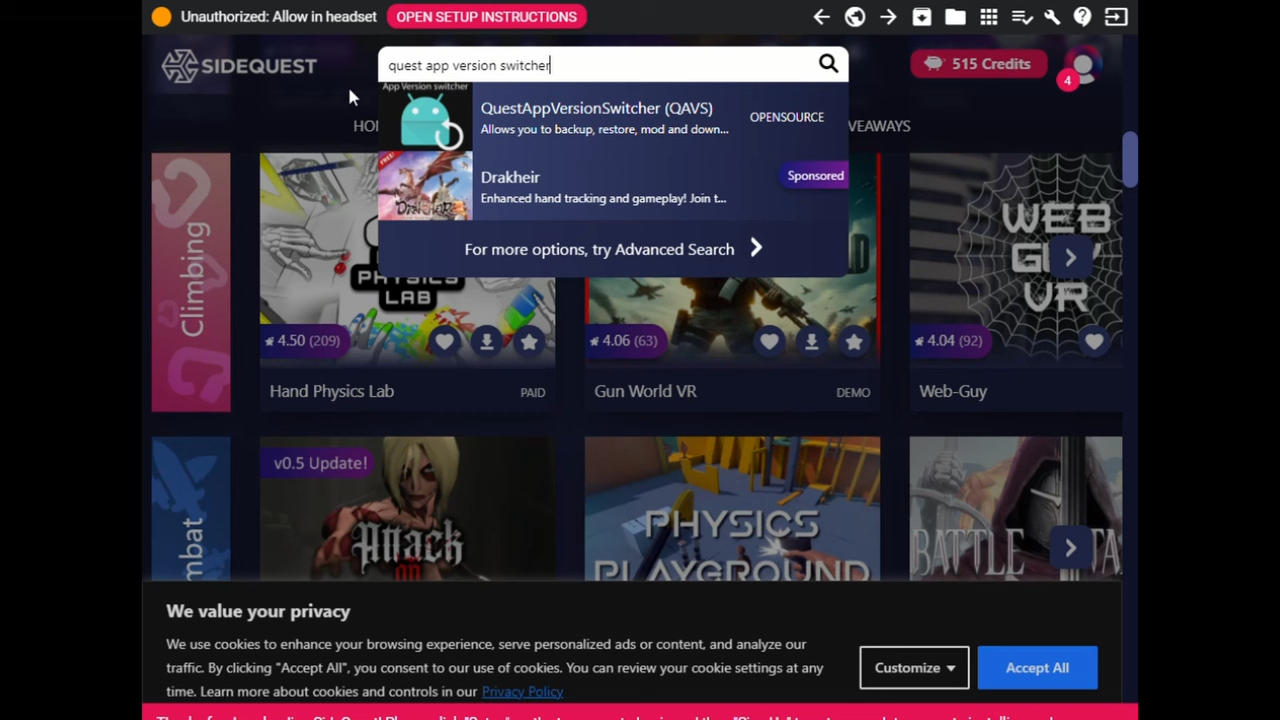 Unauthorized: Allow in headset
OPEN SETUP INSTRUCTIONS
SIDEQUEST
quest app version switcher
515 Credits
4
App Version switcher
QuestAppVersionSwitcher (QAVS)
Allows you to backup, restore, mod and down...
OPENSOURCE
FREE!
DRAKHEIR
Drakheir
Enhanced hand tracking and gameplay! Join t...
Sponsored
For more options, try Advanced Search
Climbing
PHYSICS
LAB
4.50 (209)
Hand Physics Lab
PAID
4.06 (63)
Gun World VR
DEMO
WEB
GUY
VR
4.04 (92)
Web-Guy
v0.5 Update!
Attack
on
PHYSICS
PLAYGROUND
BATTLE
We value your privacy
We use cookies to enhance your browsing experience, serve personalized ads or content, and analyze our
traffic. By clicking "Accept All", you consent to our use of cookies. You can review your cookie settings at any
time. Learn more about cookies and controls in our Privacy Policy
Customize
Accept All